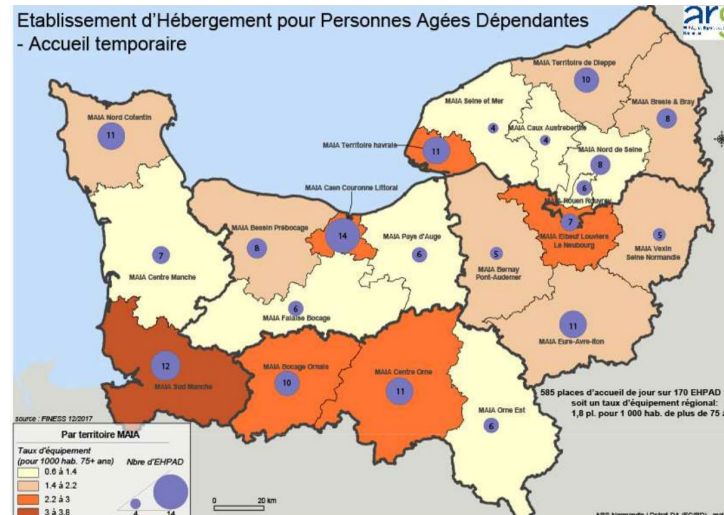 Etablissement d'Hébergement pour Personnes Agées Dépendantes
- Accueil temporaire
MAIA Territoire de Dieppe
10
MAIA Seine et Mer
4
MAIA Bresle & Bray
8
MAIA Caux Austreberthe
4
MAIA Nord Cotentin
11
MAIA Territoire havrais
11
MAIA Nord de Seine
8
6
MAIA Rouen Rouvray
MAIA Caen Couronne Littoral
14
7
MAIA Elbeuf Louviers
Le Neubourg
MAIA Bessin Prébocage
8
MAIA Pays d'Auge
6
5
MAIA Vexin
Seine Normandie
MAIA Centre Manche
7
5
MAIA Bernay
Pont-Audemer
6
MAIA Falaise Bocage
11
MAIA Eure-Avre-Iton
12
MAIA Sud Manche
MAIA Bocage Ornais
10
MAIA Centre Orne
11
MAIA Orne Est
6
585 places d'accueil de jour sur 170 EHPAD
soit un taux d'équipement régional:
1,8 pl. pour 1 000 hab. de plus de 75 a
source : FINESS 12/2017
Par territoire MAIA
Taux d'équipement
(pour 1000 hab. 75+ ans)
Nbre d'EHPAD
0.6 à 1.4
1.4 à 2.2
2.2 à 3
3 à 3.8
4
14
0
20 km